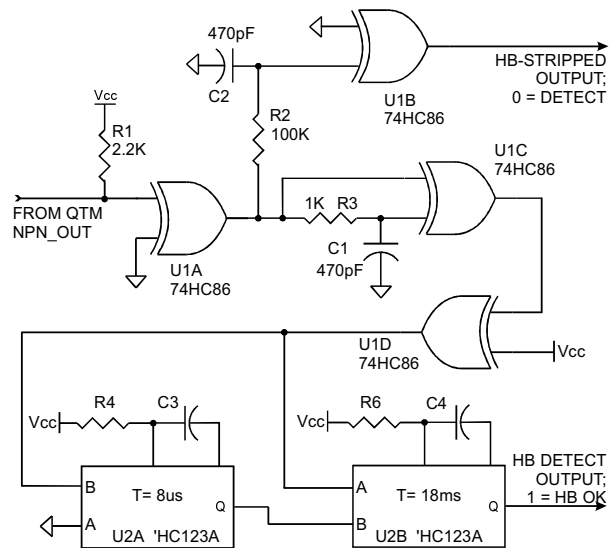 470pF
C2
U1B
74HC86
HB-STRIPPED
OUTPUT;
0 = DETECT
Vcc
R1
2.2K
R2
100K
U1C
74HC86
FROM QTM
NPN_OUT
1K R3
U1A
74HC86
C1
470pF
U1D
74HC86
Vcc
R4
C3
Vcc
R6
C4
Vcc
HB DETECT
OUTPUT;
1 = HB OK
B
T= 8us
Q
A
U2A 'HC123A
A
T= 18ms
Q
B
U2B 'HC123A